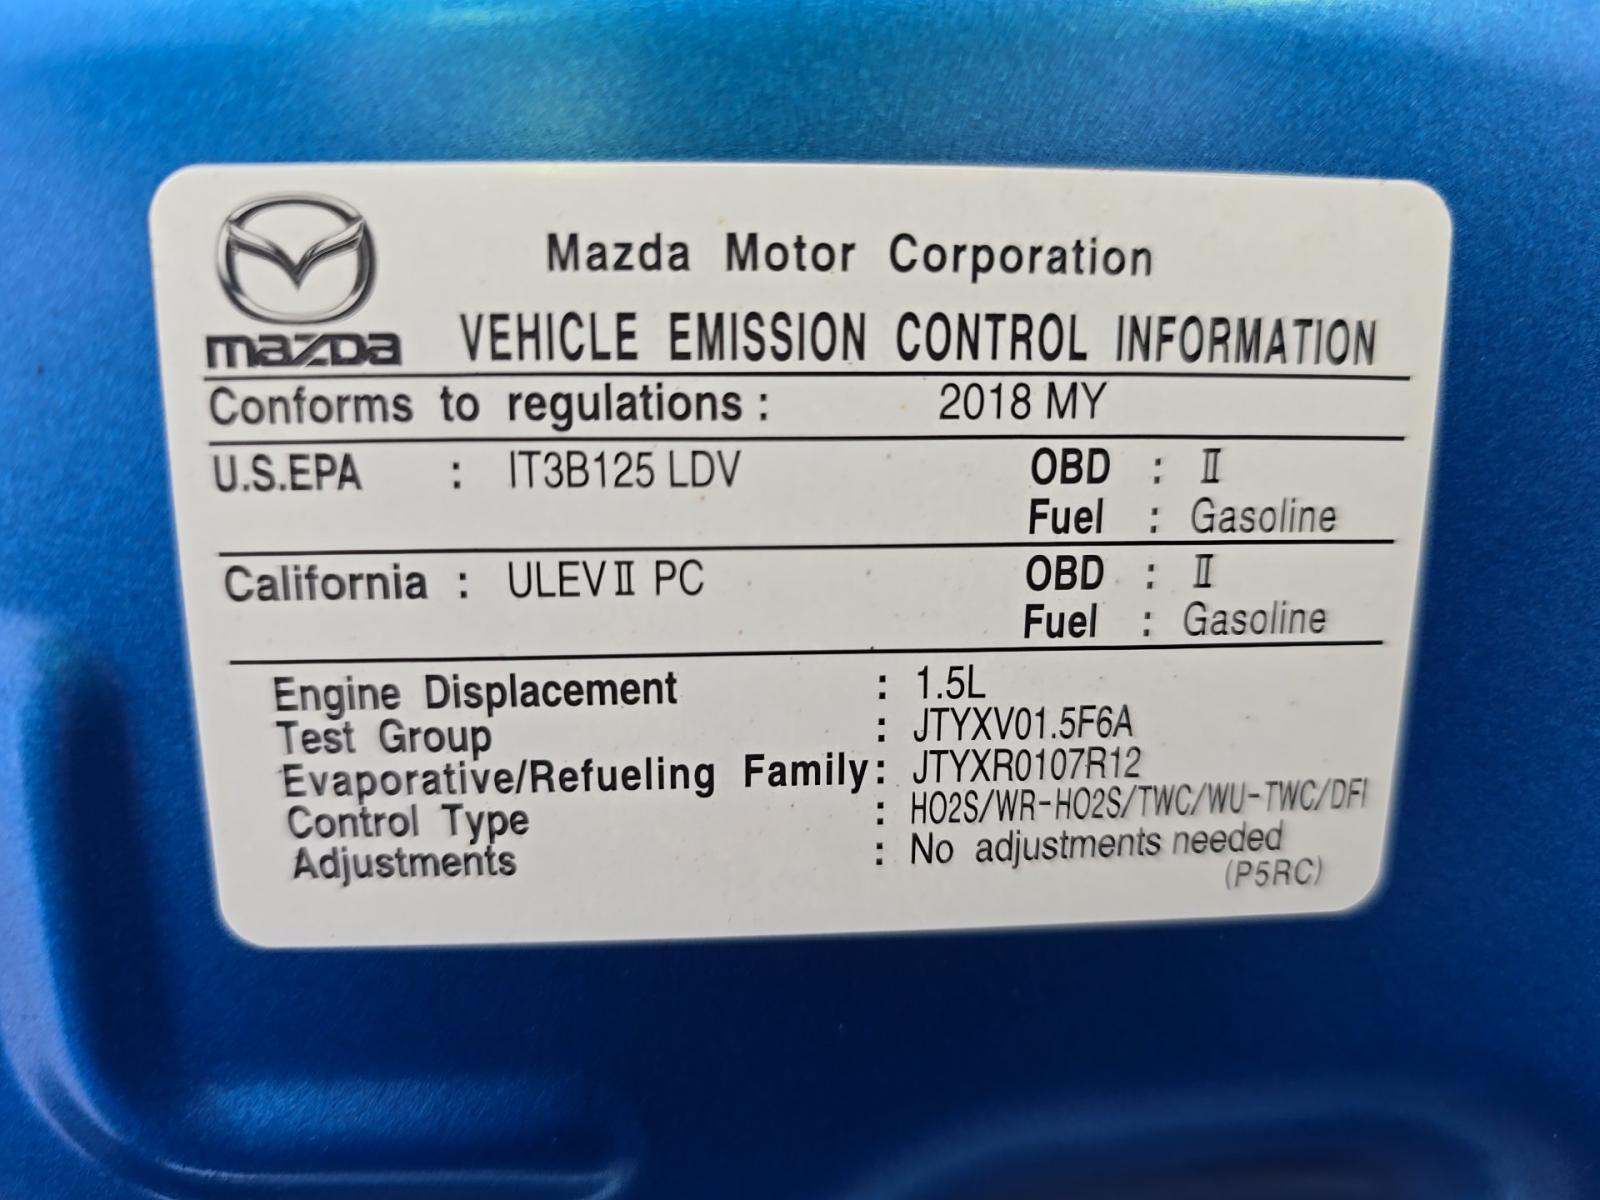 Mazda Motor Corporation
mazda VEHICLE EMISSION CONTROL INFORMATION
Conforms to regulations : 2018 MY
U.S.EPA : IT3B125 LDV OBD : II
Fuel : Gasoline
California : ULEV II PC OBD : II
Fuel : Gasoline
Engine Displacement : 1.5L
Test Group : JTYXV01.5F6A
Evaporative/Refueling Family : JTYXR0107R12
Control Type : HO2S/WR-HO2S/TWC/WU-TWC/DFI
Adjustments : No adjustments needed
(P5RC)